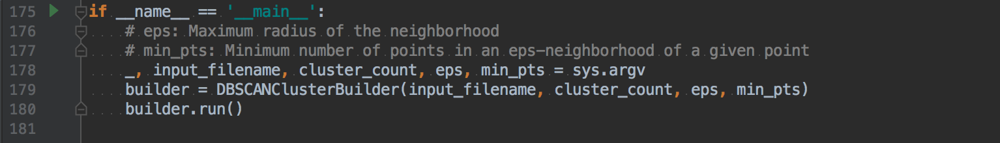 175 if __name__ == '__main__':
176     # eps: Maximum radius of the neighborhood
177     # min_pts: Minimum number of points in an eps-neighborhood of a given point
178     _, input_filename, cluster_count, eps, min_pts = sys.argv
179     builder = DBSCANClusterBuilder(input_filename, cluster_count, eps, min_pts)
180     builder.run()
181